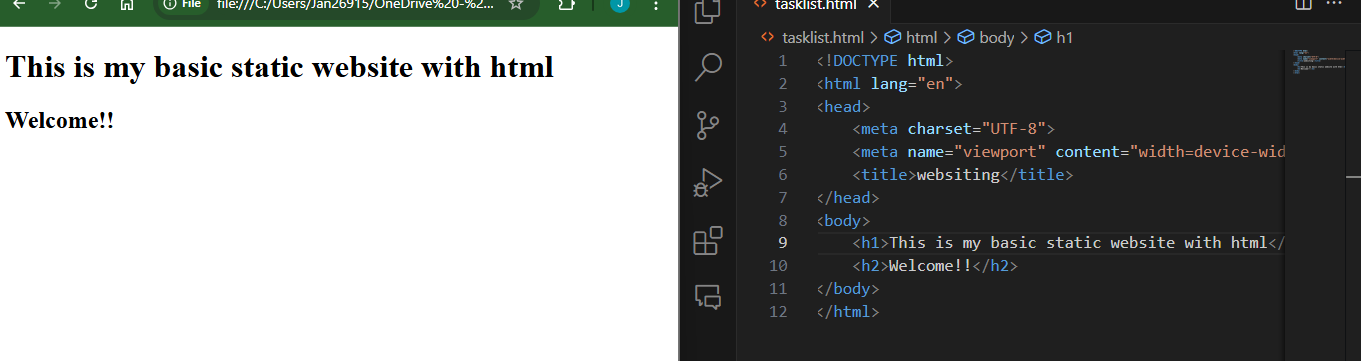 File file:///C:/Users/Jan26915/OneDrive%20-%2...
J
This is my basic static website with html
Welcome!!
tasklist.html
tasklist.html > html > body > h1
1 <!DOCTYPE html>
2 <html lang="en">
3 <head>
4 <meta charset="UTF-8">
5 <meta name="viewport" content="width=device-wid
6 <title>websiting</title>
7 </head>
8 <body>
9 <h1>This is my basic static website with html</
10 <h2>Welcome!!</h2>
11 </body>
12 </html>